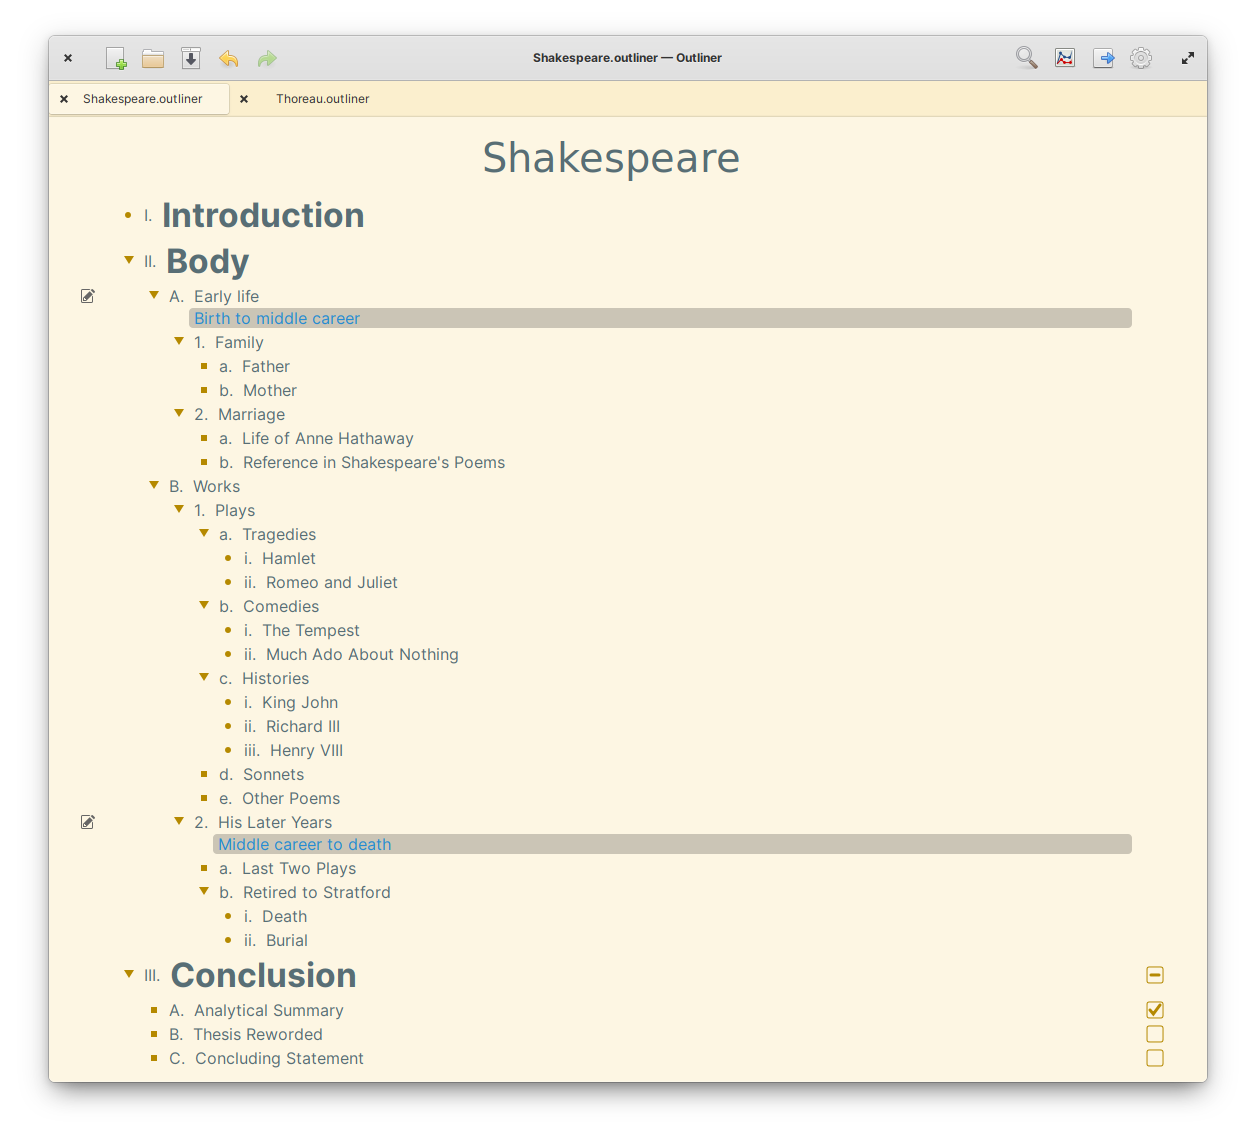 Shakespeare.outliner — Outliner
Shakespeare.outliner
Thoreau.outliner
Shakespeare
I. Introduction
II. Body
A. Early life
Birth to middle career
1. Family
a. Father
b. Mother
2. Marriage
a. Life of Anne Hathaway
b. Reference in Shakespeare's Poems
B. Works
1. Plays
a. Tragedies
i. Hamlet
ii. Romeo and Juliet
b. Comedies
i. The Tempest
ii. Much Ado About Nothing
c. Histories
i. King John
ii. Richard III
iii. Henry VIII
d. Sonnets
e. Other Poems
2. His Later Years
Middle career to death
a. Last Two Plays
b. Retired to Stratford
i. Death
ii. Burial
III. Conclusion
A. Analytical Summary
B. Thesis Reworded
C. Concluding Statement